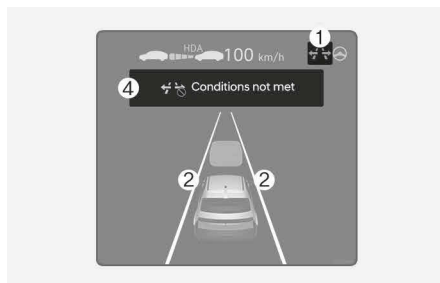 ①
HDA
100 km/h
④ Conditions not met
② ②